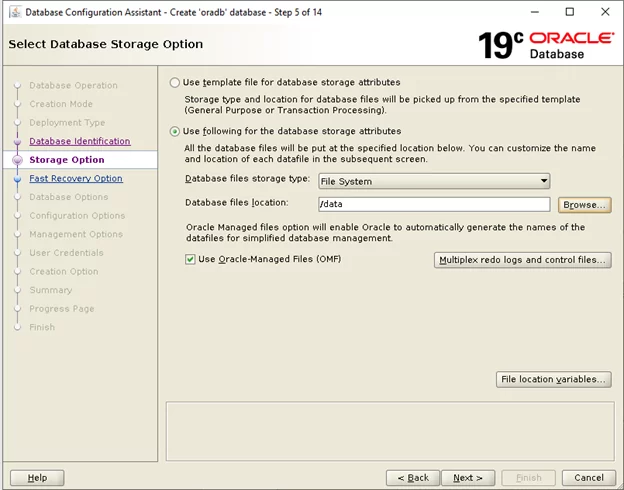 Database Configuration Assistant - Create 'oradb' database - Step 5 of 14
Select Database Storage Option
19c ORACLE
Database
Database Operation
Creation Mode
Deployment Type
Database Identification
Storage Option
Fast Recovery Option
Database Options
Configuration Options
Management Options
User Credentials
Creation Option
Summary
Progress Page
Finish
Use template file for database storage attributes
Storage type and location for database files will be picked up from the specified template
(General Purpose or Transaction Processing).
Use following for the database storage attributes
All the database files will be put at the specified location below. You can customize the name
and location of each datafile in the subsequent screen.
Database files storage type: File System
Database files location: /data Browse...
Oracle Managed files option will enable Oracle to automatically generate the names of the
datafiles for simplified database management.
Use Oracle-Managed Files (OMF) Multiplex redo logs and control files...
File location variables...
Help < Back Next > Finish Cancel